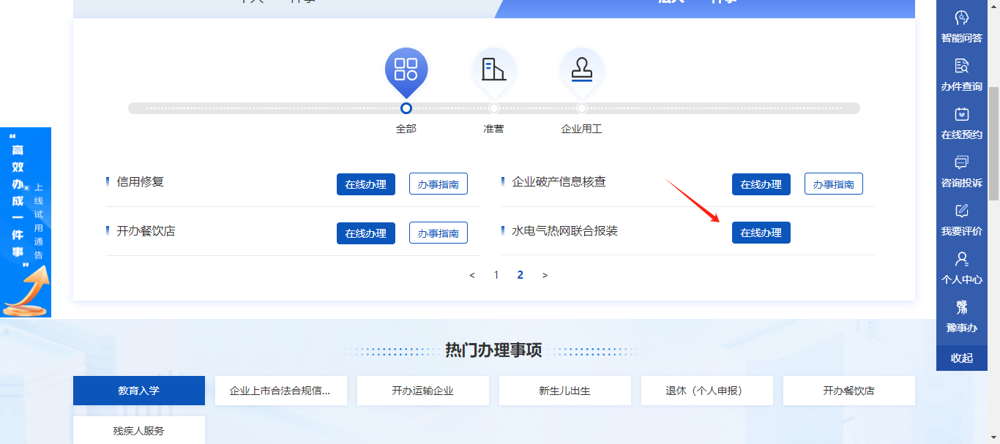 个人 件事
法人 件事
全部
准营
企业用工
信用修复
在线办理
办事指南
企业破产信息核查
在线办理
办事指南
开办餐饮店
在线办理
办事指南
水电气热网联合报装
在线办理
< 1 2 >
热门办理事项
教育入学
企业上市合法合规信...
开办运输企业
新生儿出生
退休（个人申报）
开办餐饮店
残疾人服务
“高效办成一件事”
上线试用通告
智能问答
办件查询
在线预约
咨询投诉
我要评价
个人中心
豫事办
收起